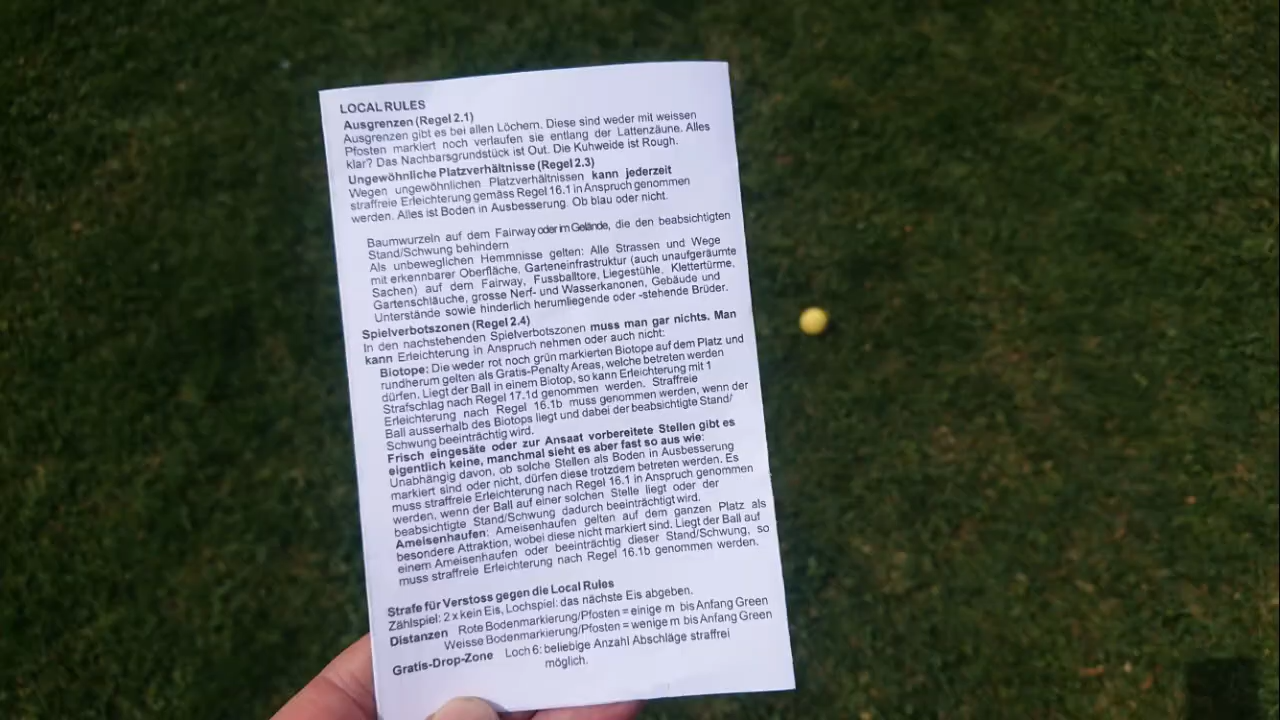 LOCAL RULES
Ausgrenzen (Regel 2.1)
Ausgrenzen gibt es bei allen Löchern. Diese sind weder mit weissen
Pfosten markiert noch verlaufen sie entlang der Lattenzäune. Alles
klar? Das Nachbarsgrundstück ist Out. Die Kuhweide ist Rough.
Ungewöhnliche Platzverhältnisse (Regel 2.3)
Wegen ungewöhnlichen Platzverhältnissen kann jederzeit
straffreie Erleichterung gemäss Regel 16.1 in Anspruch genommen
werden. Alles ist Boden in Ausbesserung. Ob blau oder nicht.
Baumwurzeln auf dem Fairway oder im Gelände, die den beabsichtigten
Stand/Schwung behindern
Als unbeweglichen Hemmnisse gelten: Alle Strassen und Wege
mit erkennbarer Oberfläche, Garteneinfrastruktur (auch unaufgeräumte
Sachen) auf dem Fairway, Fussballtore, Liegestühle, Klettertürme,
Gartenschläuche, grosse Nerf- und Wasserkanonen, Gebäude und
Unterstände sowie hinderlich herumliegende oder -stehende Brüder.
Spielverbotszonen (Regel 2.4)
In den nachstehenden Spielverbotszonen muss man gar nichts. Man
kann Erleichterung in Anspruch nehmen oder auch nicht:
Biotope: Die weder rot noch grün markierten Biotope auf dem Platz und
rundherum gelten als Gratis-Penalty Areas, welche betreten werden
dürfen. Liegt der Ball in einem Biotop, so kann Erleichterung mit 1
Strafschlag nach Regel 17.1d genommen werden. Straffreie
Erleichterung nach Regel 16.1b muss genommen werden, wenn der
Ball ausserhalb des Biotops liegt und dabei der beabsichtigte Stand/
Schwung beeinträchtig wird.
Frisch eingesäte oder zur Ansaat vorbereitete Stellen gibt es
eigentlich keine, manchmal sieht es aber fast so aus wie:
Unabhängig davon, ob solche Stellen als Boden in Ausbesserung
markiert sind oder nicht, dürfen diese trotzdem betreten werden. Es
muss straffreie Erleichterung nach Regel 16.1 in Anspruch genommen
werden, wenn der Ball auf einer solchen Stelle liegt oder der
beabsichtigte Stand/Schwung dadurch beeinträchtigt wird.
Ameisenhaufen: Ameisenhaufen gelten auf dem ganzen Platz als
besondere Attraktion, wobei diese nicht markiert sind. Liegt der Ball auf
einem Ameisenhaufen oder beeinträchtig dieser Stand/Schwung, so
muss straffreie Erleichterung nach Regel 16.1b genommen werden.
Strafe für Verstoss gegen die Local Rules
Zählspiel: 2 x kein Eis, Lochspiel: das nächste Eis abgeben.
Distanzen Rote Bodenmarkierung/Pfosten = einige m bis Anfang Green
Weisse Bodenmarkierung/Pfosten = wenige m bis Anfang Green
Gratis-Drop-Zone Loch 6: beliebige Anzahl Abschläge straffrei
möglich.